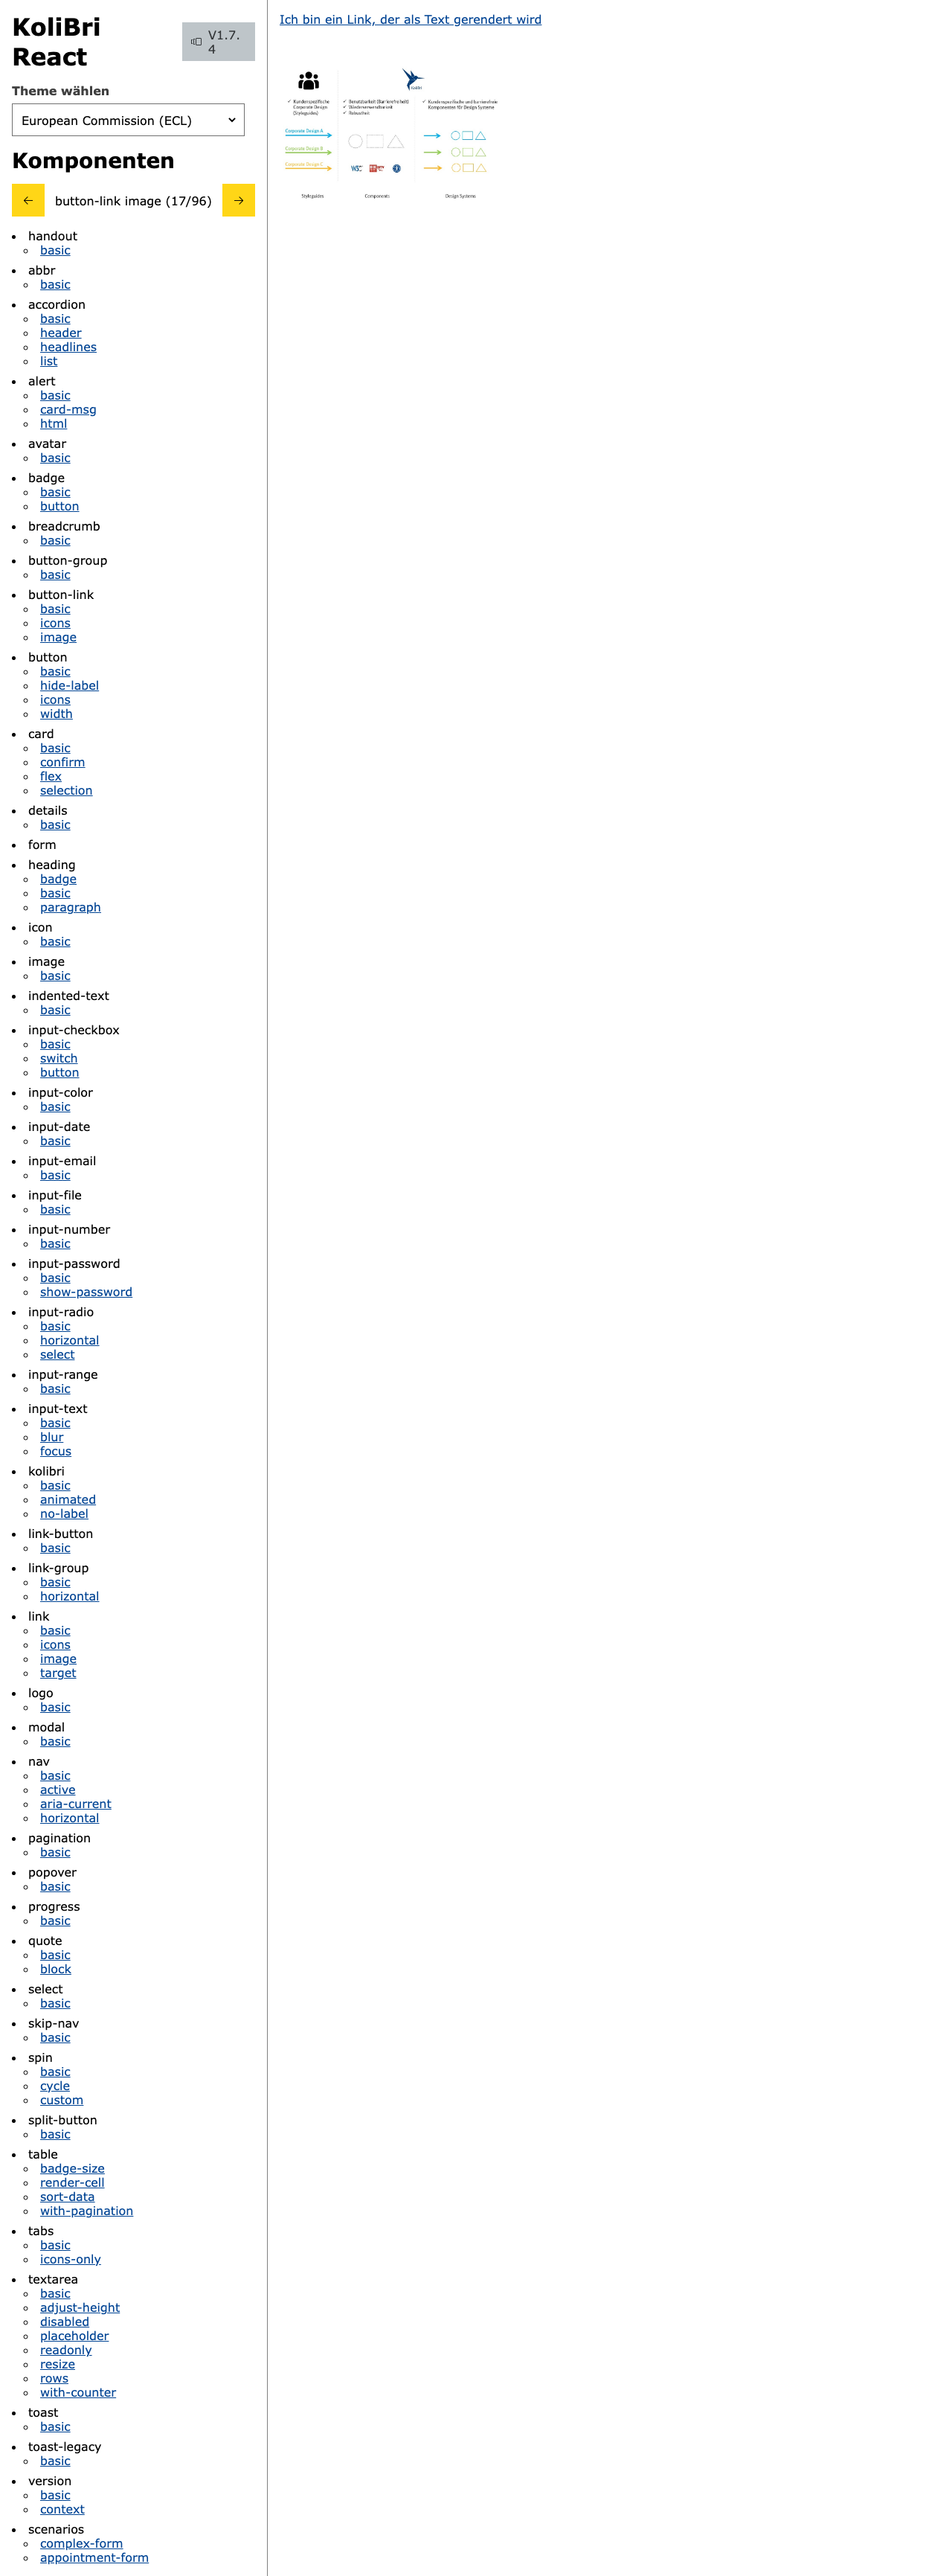 KoliBri
React
V1.7.
4
Theme wählen
European Commission (ECL)
Komponenten
button-link image (17/96)
handout
basic
abbr
basic
accordion
basic
header
headlines
list
alert
basic
card-msg
html
avatar
basic
badge
basic
button
breadcrumb
basic
button-group
basic
button-link
basic
icons
image
button
basic
hide-label
icons
width
card
basic
confirm
flex
selection
details
basic
form
heading
badge
basic
paragraph
icon
basic
image
basic
indented-text
basic
input-checkbox
basic
switch
button
input-color
basic
input-date
basic
input-email
basic
input-file
basic
input-number
basic
input-password
basic
show-password
input-radio
basic
horizontal
select
input-range
basic
input-text
basic
blur
focus
kolibri
basic
animated
no-label
link-button
basic
link-group
basic
horizontal
link
basic
icons
image
target
logo
basic
modal
basic
nav
basic
active
aria-current
horizontal
pagination
basic
popover
basic
progress
basic
quote
basic
block
select
basic
skip-nav
basic
spin
basic
cycle
custom
split-button
basic
table
badge-size
render-cell
sort-data
with-pagination
tabs
basic
icons-only
textarea
basic
adjust-height
disabled
placeholder
readonly
resize
rows
with-counter
toast
basic
toast-legacy
basic
version
basic
context
scenarios
complex-form
appointment-form
Ich bin ein Link, der als Text gerendert wird
Kundenspezifische
Corporate Design
(Styleguides)
Benutzbarkeit (Barrierefreiheit)
Wiederverwendbarkeit
Robustheit
Kundenspezifische und barrierefreie
Komponenten für Design Systeme
Corporate Design A
Corporate Design B
Corporate Design C
Styleguides
Components
Design Systems